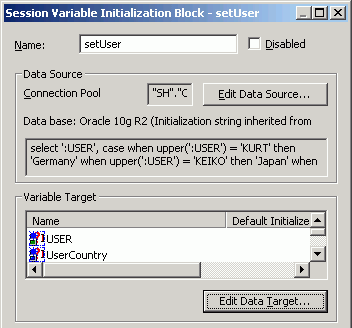 Session Variable Initialization Block - setUser
Name: setUser Disabled
Data Source
Connection Pool "SH"."C Edit Data Source...
Data base: Oracle 10g R2 (Initialization string inherited from
select ':USER', case when upper(':USER') = 'KURT' then
'Germany' when upper(':USER') = 'KEIKO' then 'Japan' when
Variable Target
Name Default Initialize
USER
UserCountry
Edit Data Target...